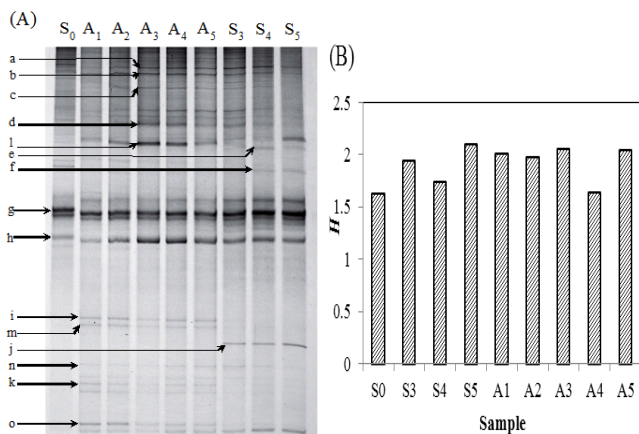 (A)
S0 A1 A2 A3 A4 A5 S3 S4 S5
a
b
c
d
l
e
f
g
h
i
m
j
n
k
o
(B)
2.5
2
1.5
1
0.5
0
H
S0 S3 S4 S5 A1 A2 A3 A4 A5
Sample